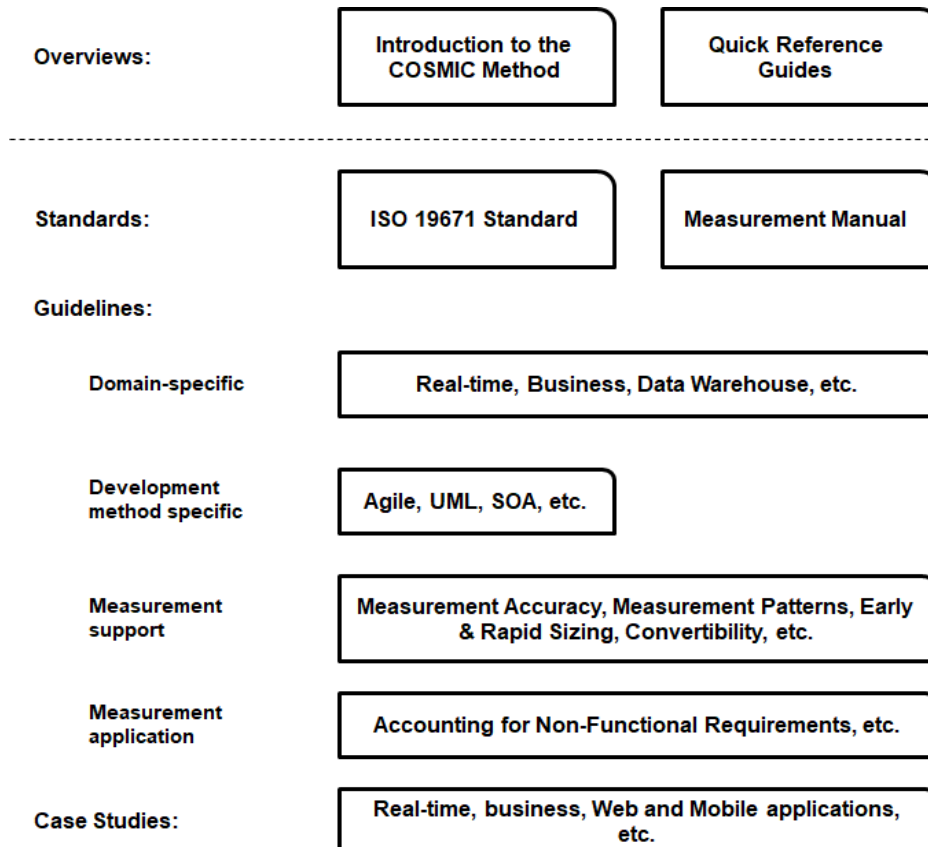 Overviews:
Introduction to the
COSMIC Method
Quick Reference
Guides
Standards:
ISO 19671 Standard
Measurement Manual
Guidelines:
Domain-specific
Real-time, Business, Data Warehouse, etc.
Development
method specific
Agile, UML, SOA, etc.
Measurement
support
Measurement Accuracy, Measurement Patterns, Early
& Rapid Sizing, Convertibility, etc.
Measurement
application
Accounting for Non-Functional Requirements, etc.
Case Studies:
Real-time, business, Web and Mobile applications,
etc.